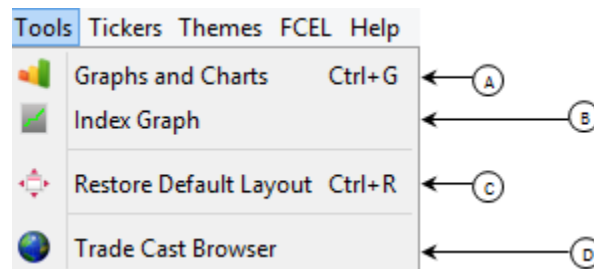 Tools Tickers Themes FCEL Help
Graphs and Charts Ctrl+G A
Index Graph B
Restore Default Layout Ctrl+R C
Trade Cast Browser D